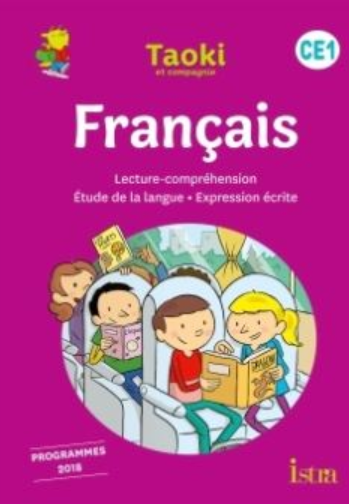 Taoki
et compagnie
CE1
Français
Lecture-compréhension
Étude de la langue • Expression écrite
PROGRAMMES
2018
istra